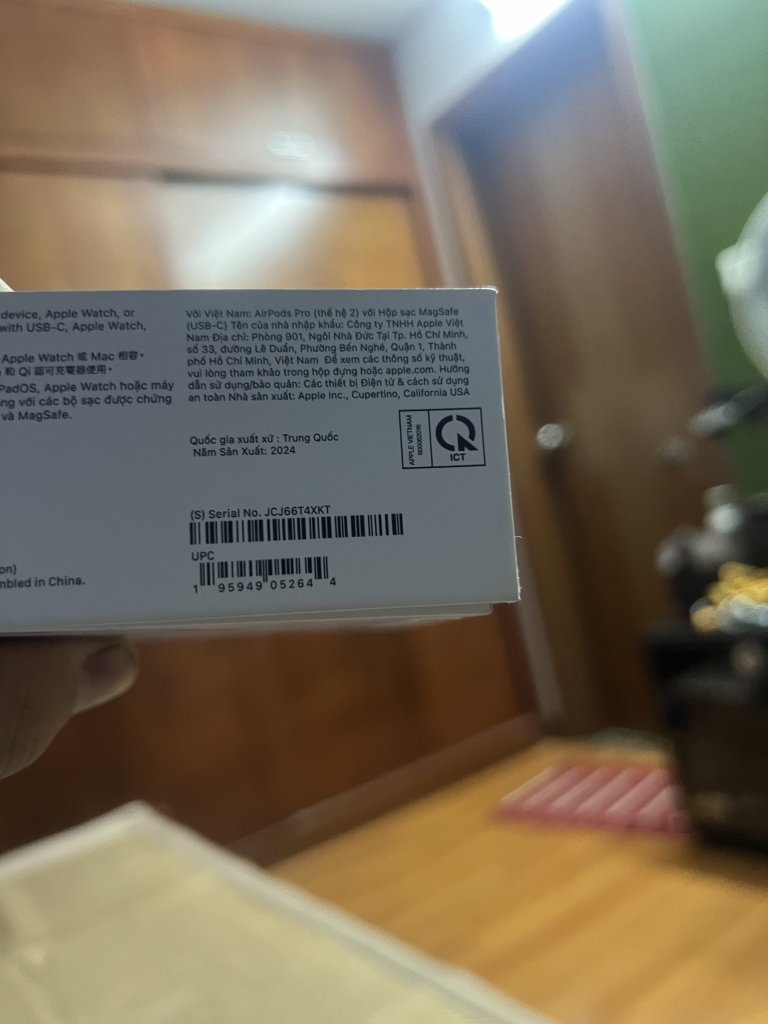 device, Apple Watch, or
with USB-C, Apple Watch,
Apple Watch 或 Mac 相容。
和 Qi 認可充電器使用。
PadOS, Apple Watch hoặc máy
ng với các bộ sạc được chứng
và MagSafe.
on)
nbled in China.
Với Việt Nam: AirPods Pro (thế hệ 2) với Hộp sạc MagSafe
(USB-C) Tên của nhà nhập khẩu: Công ty TNHH Apple Việt
Nam Địa chỉ: Phòng 901, Ngôi Nhà Đức Tại Tp. Hồ Chí Minh,
số 33, đường Lê Duẩn, Phường Bến Nghé, Quận 1, Thành
phố Hồ Chí Minh, Việt Nam. Để xem các thông số kỹ thuật,
vui lòng tham khảo trong hộp đựng hoặc apple.com. Hướng
dẫn sử dụng/bảo quản: Các thiết bị Điện tử & cách sử dụng
an toàn Nhà sản xuất: Apple Inc., Cupertino, California USA
APPLE VIETNAM
ICT
Quốc gia xuất xứ : Trung Quốc
Năm Sản Xuất: 2024
(S) Serial No. JCJ66T4XKT
UPC
1 95949 05264 4